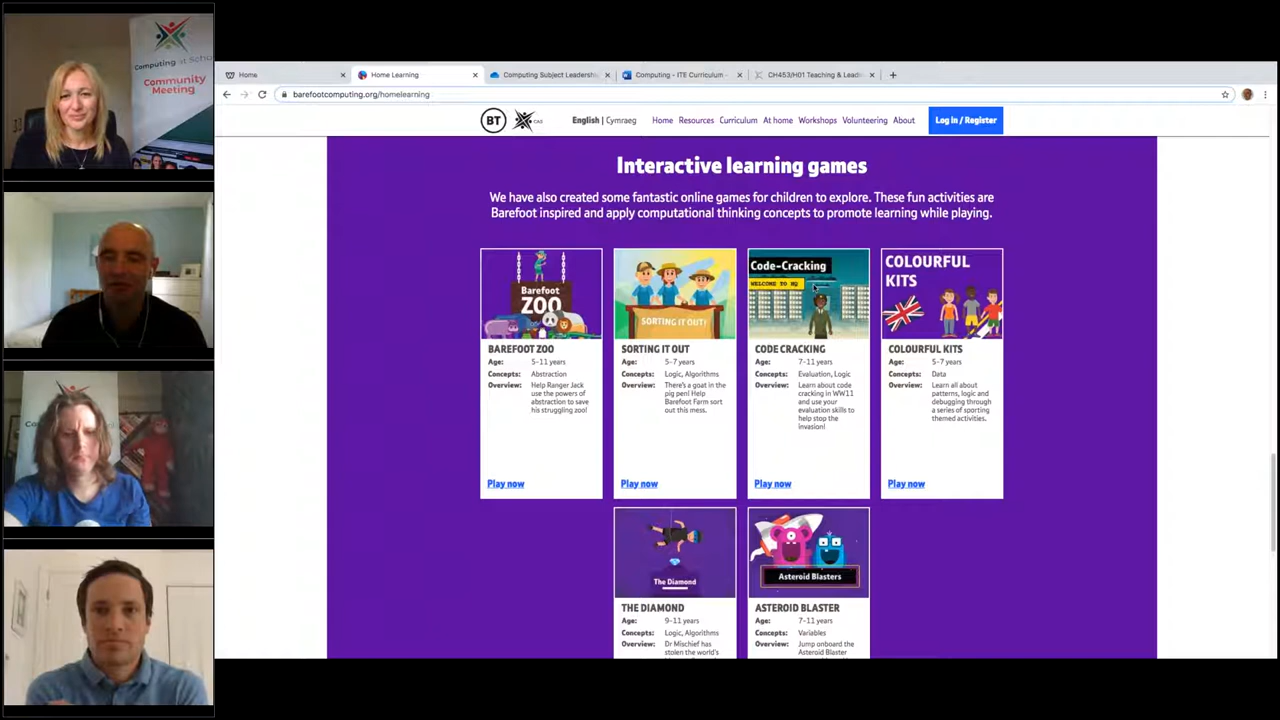 Computing at School
Community
Meeting
Home
Home Learning
Computing Subject Leadership
Computing - ITE Curriculum -
CH453/H01 Teaching & Leadi
barefootcomputing.org/homelearning
BT
CAS
English | Cymraeg
Home Resources Curriculum At home Workshops Volunteering About
Log in / Register
Interactive learning games
We have also created some fantastic online games for children to explore. These fun activities are
Barefoot inspired and apply computational thinking concepts to promote learning while playing.
Barefoot
ZOO
BAREFOOT ZOO
Age: 5-11 years
Concepts: Abstraction
Overview: Help Ranger Jack
use the powers of
abstraction to save
his struggling zoo!
Play now
SORTING IT OUT!
SORTING IT OUT
Age: 5-7 years
Concepts: Logic, Algorithms
Overview: There's a goat in the
pig pen! Help
Barefoot Farm sort
out this mess.
Play now
Code-Cracking
WELCOME TO HQ
CODE CRACKING
Age: 7-11 years
Concepts: Evaluation, Logic
Overview: Learn about code
cracking in WW11
and use your
evaluation skills to
help stop the
invasion!
Play now
COLOURFUL
KITS
COLOURFUL KITS
Age: 5-7 years
Concepts: Data
Overview: Learn all about
patterns, logic and
debugging through
a series of sporting
themed activities.
Play now
The Diamond
THE DIAMOND
Age: 9-11 years
Concepts: Logic, Algorithms
Overview: Dr Mischief has
stolen the world's
Asteroid Blasters
ASTEROID BLASTER
Age: 7-11 years
Concepts: Variables
Overview: Jump onboard the
Asteroid Blaster